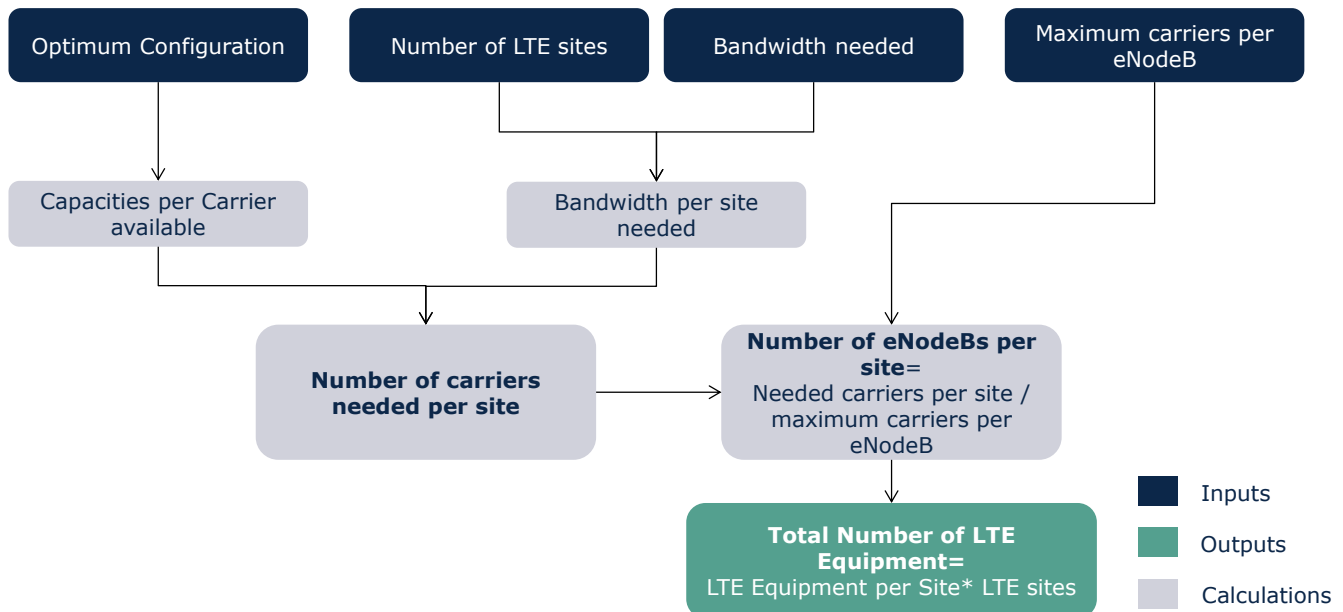 Optimum Configuration
Number of LTE sites
Bandwidth needed
Maximum carriers per
eNodeB
Capacities per Carrier
available
Bandwidth per site
needed
Number of carriers
needed per site
Number of eNodeBs per
site=
Needed carriers per site /
maximum carriers per
eNodeB
Total Number of LTE
Equipment=
LTE Equipment per Site* LTE sites
Inputs
Outputs
Calculations